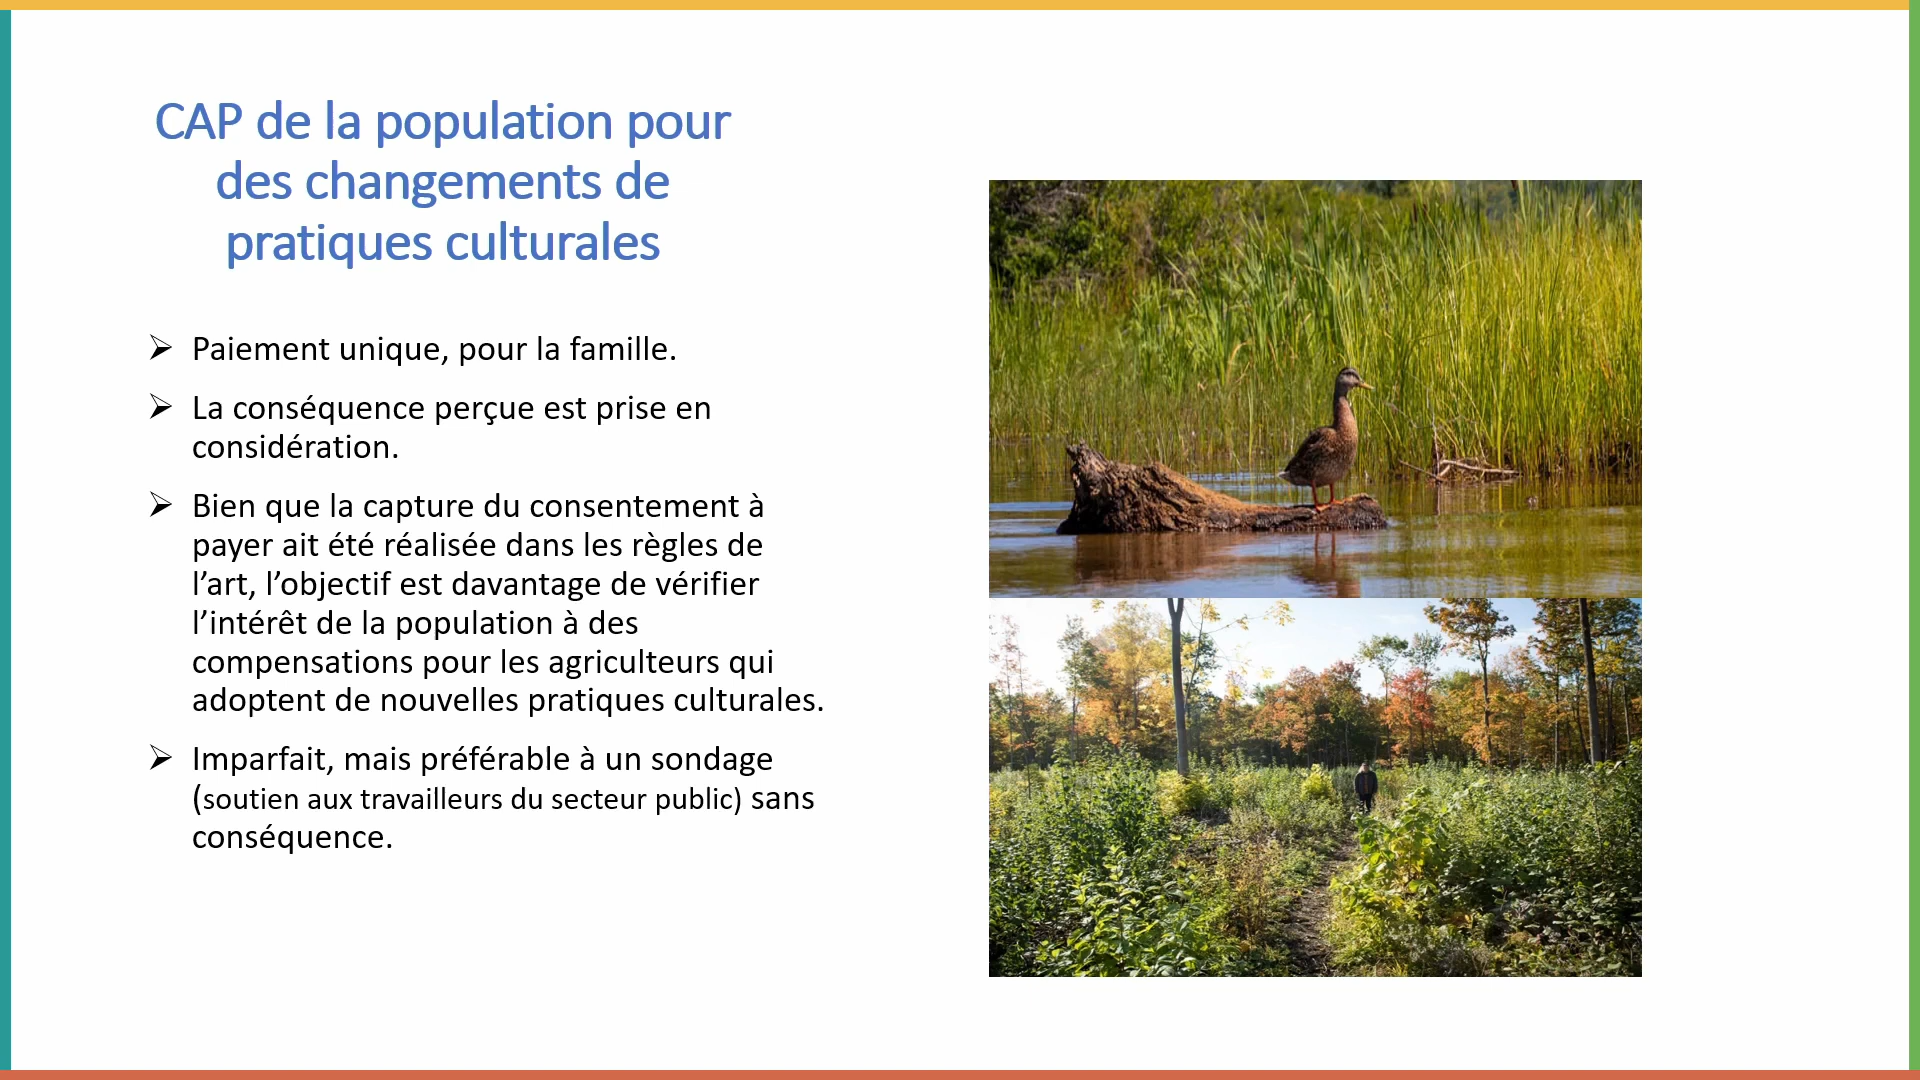 CAP de la population pour
des changements de
pratiques culturales
➢ Paiement unique, pour la famille.
➢ La conséquence perçue est prise en
considération.
➢ Bien que la capture du consentement à
payer ait été réalisée dans les règles de
l’art, l’objectif est davantage de vérifier
l’intérêt de la population à des
compensations pour les agriculteurs qui
adoptent de nouvelles pratiques culturales.
➢ Imparfait, mais préférable à un sondage
(soutien aux travailleurs du secteur public) sans
conséquence.